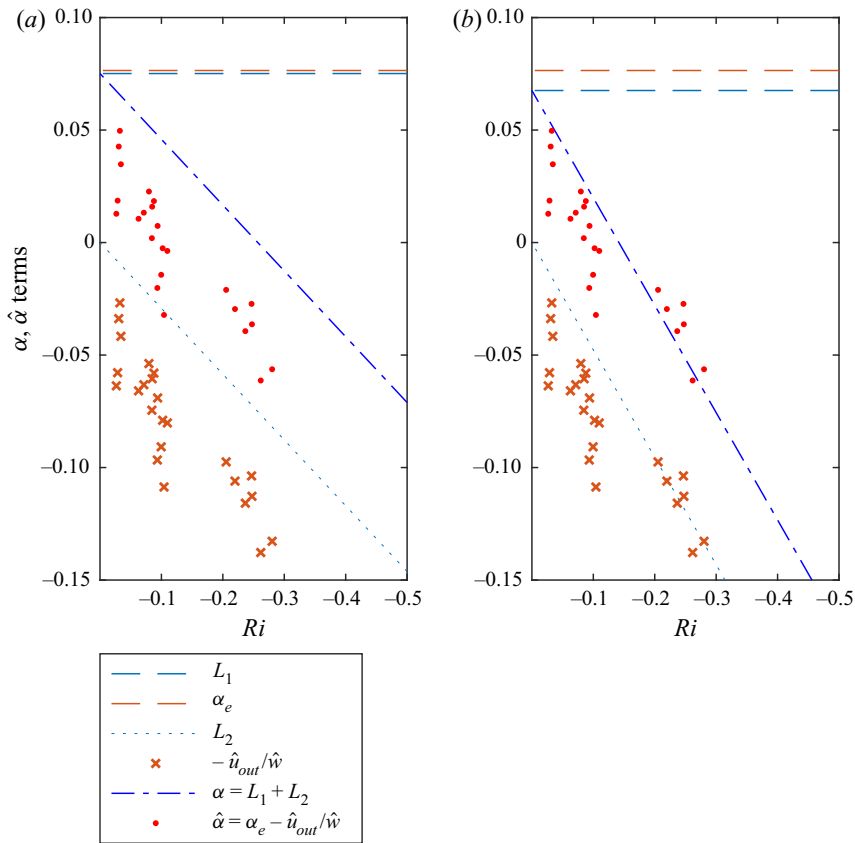 (a)
0.10
0.05
0
−0.05
−0.10
−0.15
α, α̂ terms
−0.1 −0.2 −0.3 −0.4 −0.5
Ri
(b)
0.10
0.05
0
−0.05
−0.10
−0.15
−0.1 −0.2 −0.3 −0.4 −0.5
Ri
L₁
αₑ
L₂
− û_out/ŵ
α = L₁ + L₂
α̂ = αₑ − û_out/ŵ